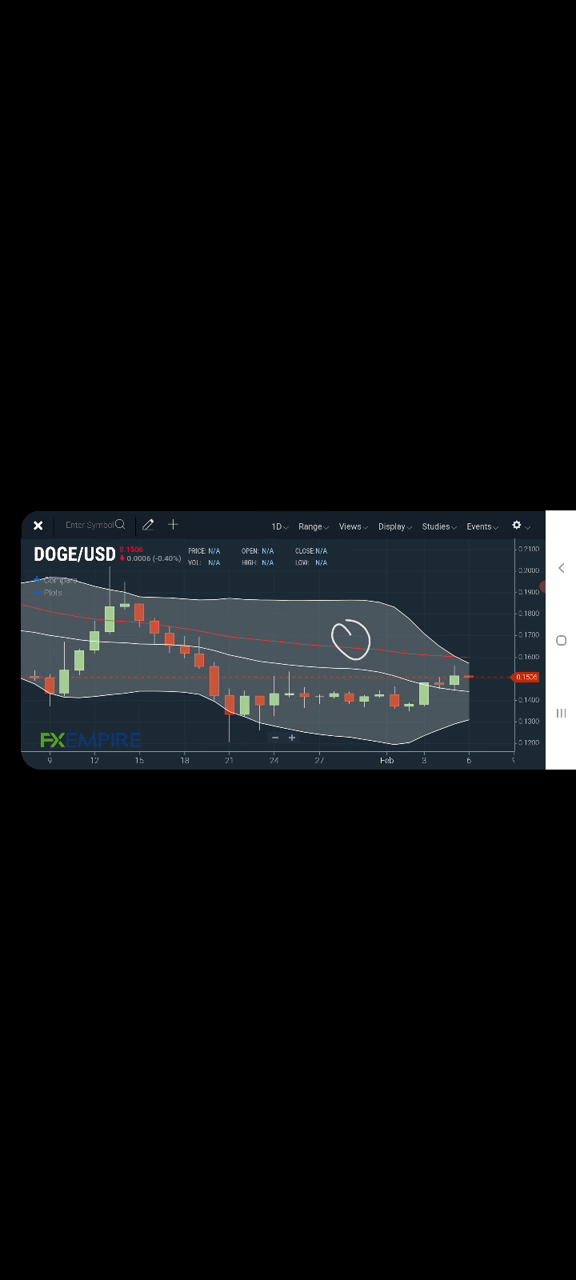 Enter Symbol
1D
Range
Views
Display
Studies
Events
DOGE/USD
0.1506
0.0006 (-0.40%)
PRICE: N/A
OPEN: N/A
CLOSE: N/A
VOL: N/A
HIGH: N/A
LOW: N/A
Compare
Plots
0.2100
0.2000
0.1900
0.1800
0.1700
0.1600
0.1506
0.1400
0.1300
0.1200
FXEMPIRE
9
12
15
18
21
24
27
Feb
3
6